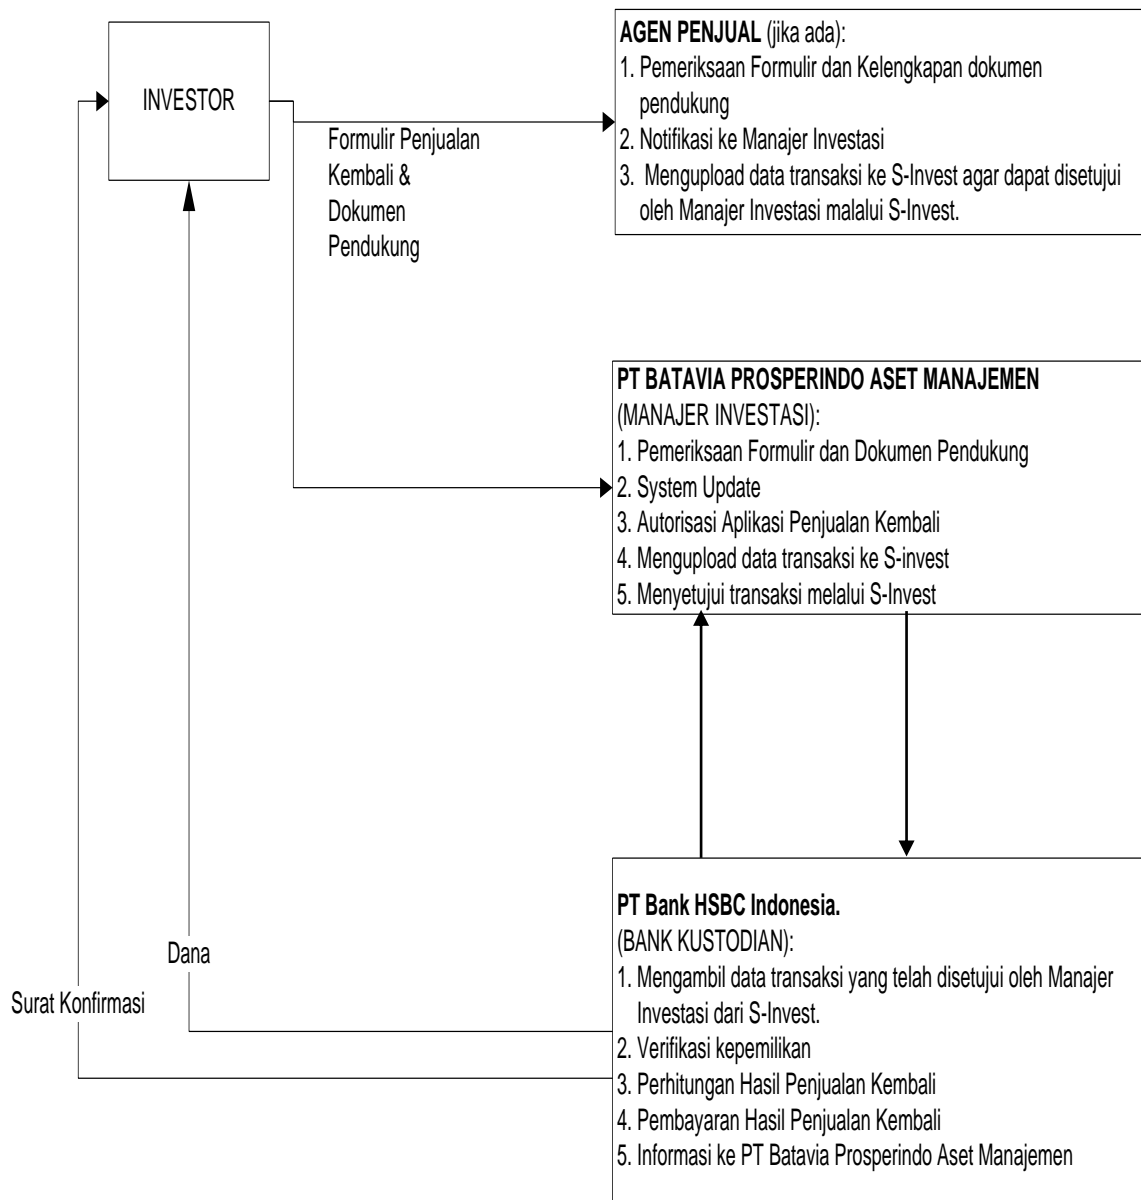 INVESTOR
Formulir Penjualan
Kembali &
Dokumen
Pendukung
AGEN PENJUAL (jika ada):
1. Pemeriksaan Formulir dan Kelengkapan dokumen
pendukung
2. Notifikasi ke Manajer Investasi
3. Mengupload data transaksi ke S-Invest agar dapat disetujui
oleh Manajer Investasi malalui S-Invest.
PT BATAVIA PROSPERINDO ASET MANAJEMEN
(MANAJER INVESTASI):
1. Pemeriksaan Formulir dan Dokumen Pendukung
2. System Update
3. Autorisasi Aplikasi Penjualan Kembali
4. Mengupload data transaksi ke S-invest
5. Menyetujui transaksi melalui S-Invest
Dana
Surat Konfirmasi
PT Bank HSBC Indonesia.
(BANK KUSTODIAN):
1. Mengambil data transaksi yang telah disetujui oleh Manajer
Investasi dari S-Invest.
2. Verifikasi kepemilikan
3. Perhitungan Hasil Penjualan Kembali
4. Pembayaran Hasil Penjualan Kembali
5. Informasi ke PT Batavia Prosperindo Aset Manajemen